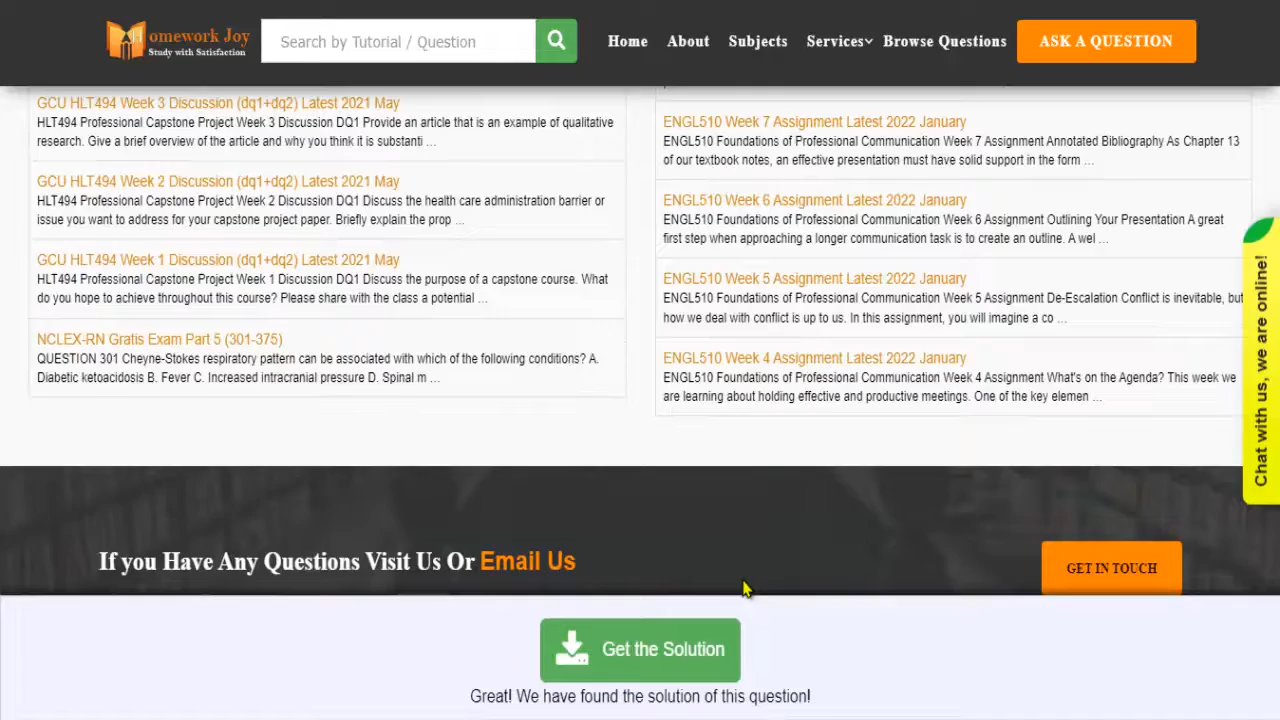 omework Joy
Study with Satisfaction
Search by Tutorial / Question
Home
About
Subjects
Services
Browse Questions
ASK A QUESTION
GCU HLT494 Week 3 Discussion (dq1+dq2) Latest 2021 May
HLT494 Professional Capstone Project Week 3 Discussion DQ1 Provide an article that is an example of qualitative
research. Give a brief overview of the article and why you think it is substanti ...
GCU HLT494 Week 2 Discussion (dq1+dq2) Latest 2021 May
HLT494 Professional Capstone Project Week 2 Discussion DQ1 Discuss the health care administration barrier or
issue you want to address for your capstone project paper. Briefly explain the prop ...
GCU HLT494 Week 1 Discussion (dq1+dq2) Latest 2021 May
HLT494 Professional Capstone Project Week 1 Discussion DQ1 Discuss the purpose of a capstone course. What
do you hope to achieve throughout this course? Please share with the class a potential ...
NCLEX-RN Gratis Exam Part 5 (301-375)
QUESTION 301 Cheyne-Stokes respiratory pattern can be associated with which of the following conditions? A.
Diabetic ketoacidosis B. Fever C. Increased intracranial pressure D. Spinal m ...
ENGL510 Week 7 Assignment Latest 2022 January
ENGL510 Foundations of Professional Communication Week 7 Assignment Annotated Bibliography As Chapter 13
of our textbook notes, an effective presentation must have solid support in the form ...
ENGL510 Week 6 Assignment Latest 2022 January
ENGL510 Foundations of Professional Communication Week 6 Assignment Outlining Your Presentation A great
first step when approaching a longer communication task is to create an outline. A wel ...
ENGL510 Week 5 Assignment Latest 2022 January
ENGL510 Foundations of Professional Communication Week 5 Assignment De-Escalation Conflict is inevitable, but
how we deal with conflict is up to us. In this assignment, you will imagine a co ...
ENGL510 Week 4 Assignment Latest 2022 January
ENGL510 Foundations of Professional Communication Week 4 Assignment What's on the Agenda? This week we
are learning about holding effective and productive meetings. One of the key elemen ...
Chat with us, we are online!
If you Have Any Questions Visit Us Or Email Us
GET IN TOUCH
Get the Solution
Great! We have found the solution of this question!